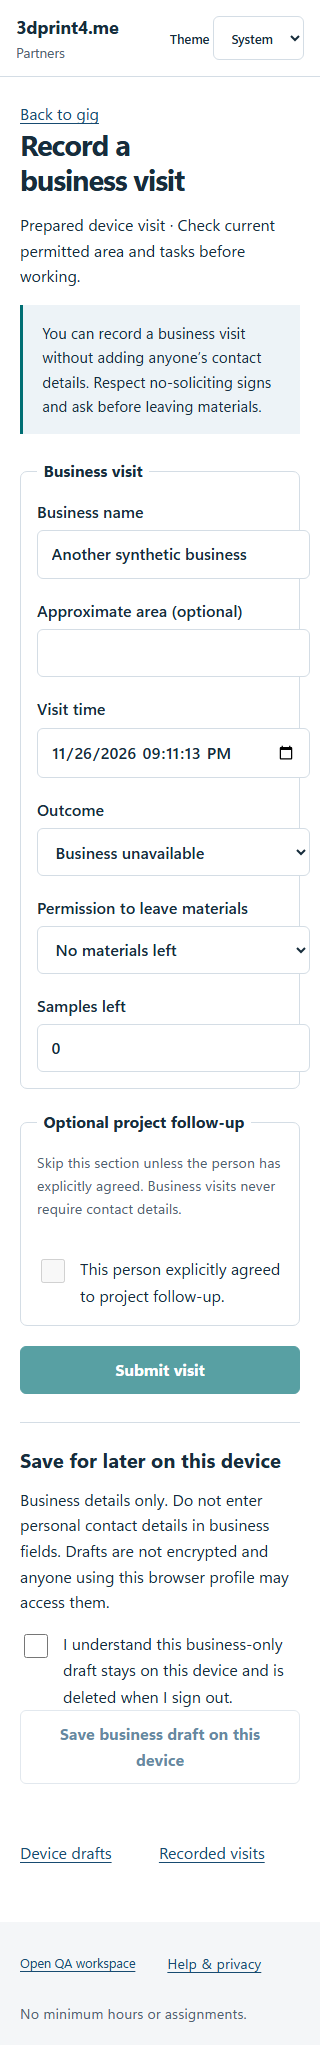 3dprint4.me
Partners
Theme
System
Back to gig
Record a
business visit
Prepared device visit · Check current
permitted area and tasks before
working.
You can record a business visit
without adding anyone's contact
details. Respect no-soliciting signs
and ask before leaving materials.
Business visit
Business name
Another synthetic business
Approximate area (optional)
Visit time
11/26/2026 09:11:13 PM
Outcome
Business unavailable
Permission to leave materials
No materials left
Samples left
0
Optional project follow-up
Skip this section unless the person has
explicitly agreed. Business visits never
require contact details.
This person explicitly agreed
to project follow-up.
Submit visit
Save for later on this device
Business details only. Do not enter
personal contact details in business
fields. Drafts are not encrypted and
anyone using this browser profile may
access them.
I understand this business-only
draft stays on this device and is
deleted when I sign out.
Save business draft on this
device
Device drafts
Recorded visits
Open QA workspace
Help & privacy
No minimum hours or assignments.